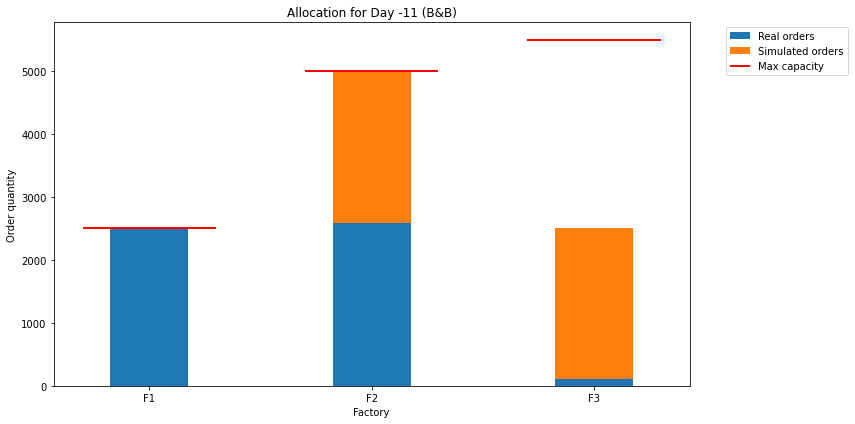 Allocation for Day -11 (B&B)
Real orders
Simulated orders
Max capacity
Order quantity
5000
4000
3000
2000
1000
0
F1
F2
F3
Factory